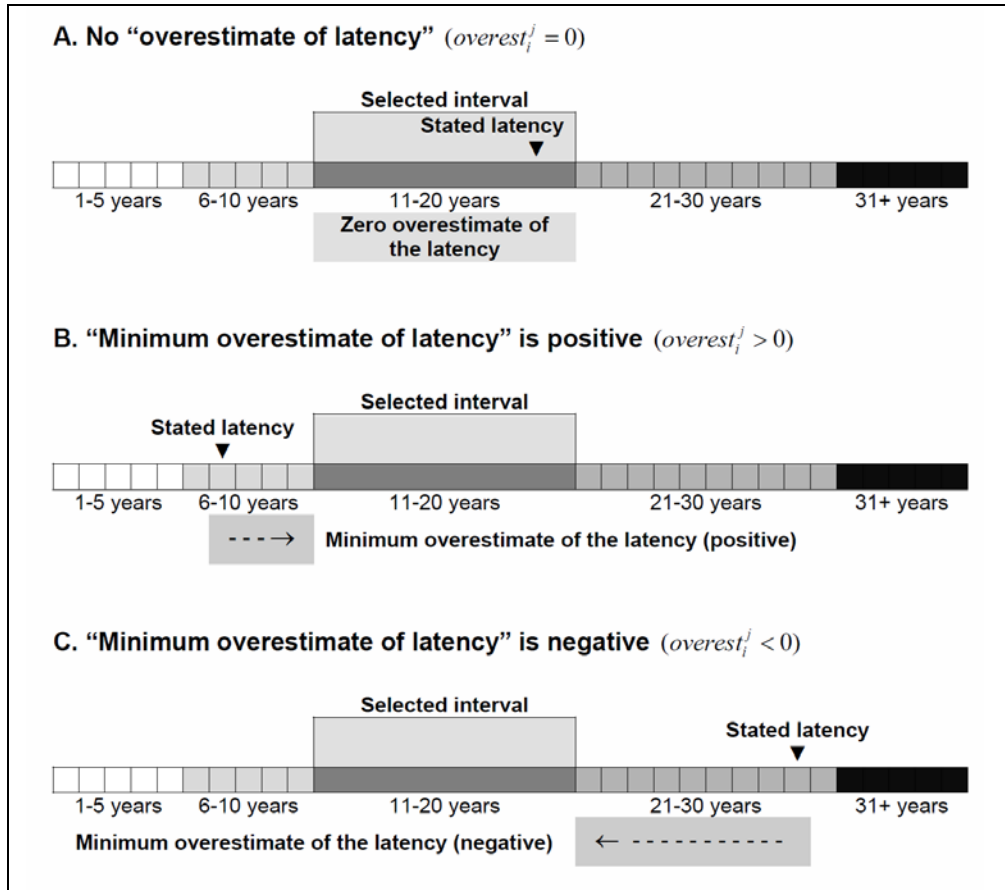 A. No “overestimate of latency” (overest_i^j = 0)
Selected interval
Stated latency
1-5 years 6-10 years 11-20 years 21-30 years 31+ years
Zero overestimate of
the latency
B. “Minimum overestimate of latency” is positive (overest_i^j > 0)
Selected interval
Stated latency
1-5 years 6-10 years 11-20 years 21-30 years 31+ years
Minimum overestimate of the latency (positive)
C. “Minimum overestimate of latency” is negative (overest_i^j < 0)
Selected interval
Stated latency
1-5 years 6-10 years 11-20 years 21-30 years 31+ years
Minimum overestimate of the latency (negative)